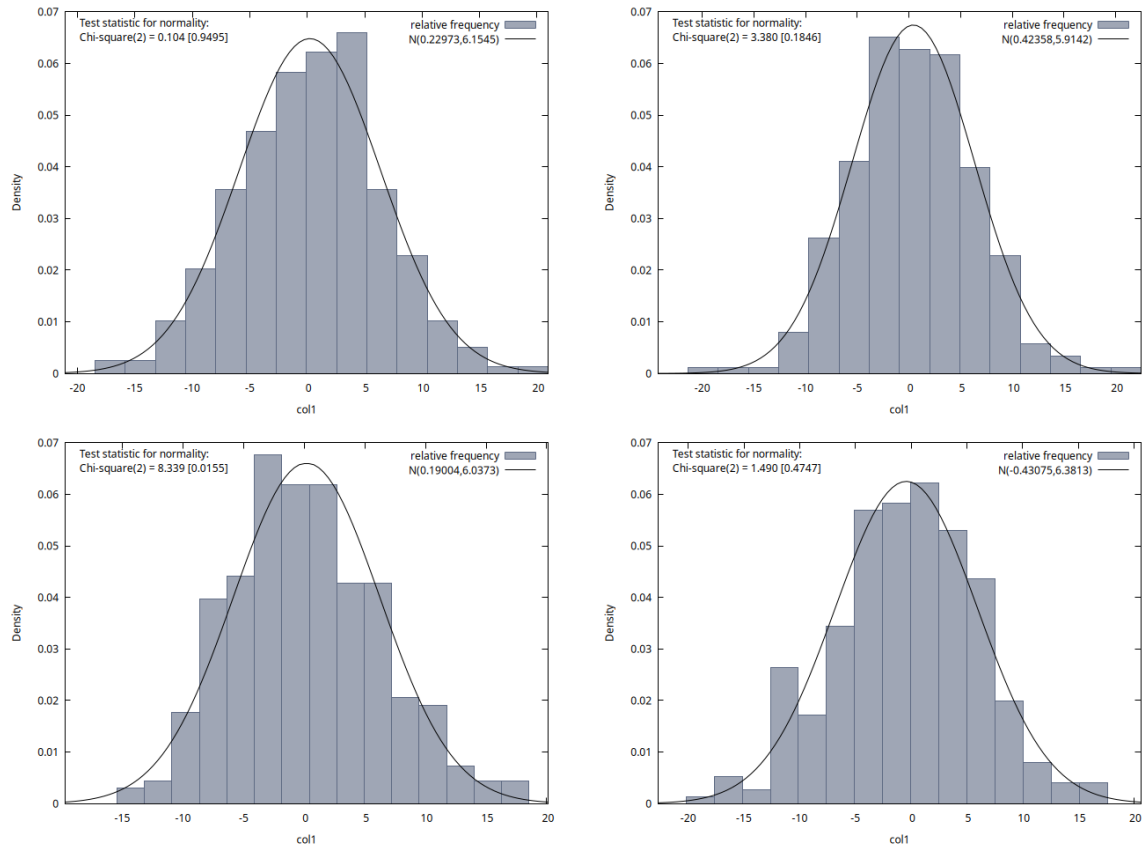 Test statistic for normality:
Chi-square(2) = 0.104 [0.9495]
relative frequency
N(0.22973,6.1545)
0.07
0.06
0.05
0.04
0.03
0.02
0.01
0
Density
-20 -15 -10 -5 0 5 10 15 20
col1
Test statistic for normality:
Chi-square(2) = 3.380 [0.1846]
relative frequency
N(0.42358,5.9142)
0.07
0.06
0.05
0.04
0.03
0.02
0.01
0
Density
-20 -15 -10 -5 0 5 10 15 20
col1
Test statistic for normality:
Chi-square(2) = 8.339 [0.0155]
relative frequency
N(0.19004,6.0373)
0.07
0.06
0.05
0.04
0.03
0.02
0.01
0
Density
-15 -10 -5 0 5 10 15 20
col1
Test statistic for normality:
Chi-square(2) = 1.490 [0.4747]
relative frequency
N(-0.43075,6.3813)
0.07
0.06
0.05
0.04
0.03
0.02
0.01
0
Density
-20 -15 -10 -5 0 5 10 15 20
col1